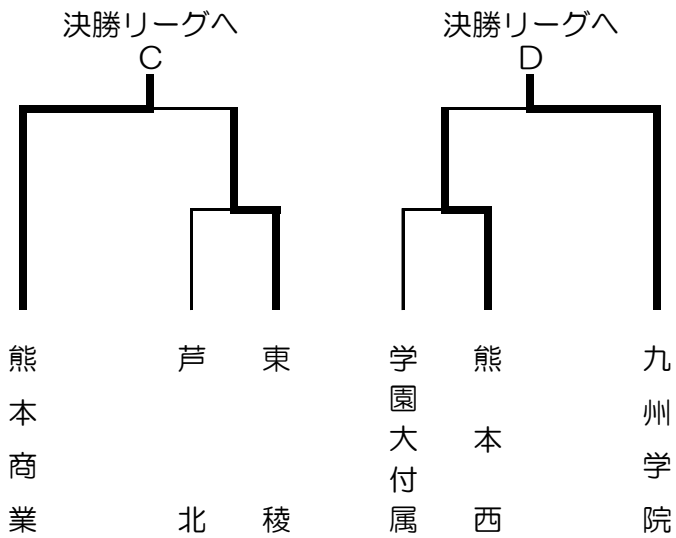 決勝リーグへ
C
決勝リーグへ
D
熊本商業
芦北
東稜
学園大付属
熊本西
九州学院